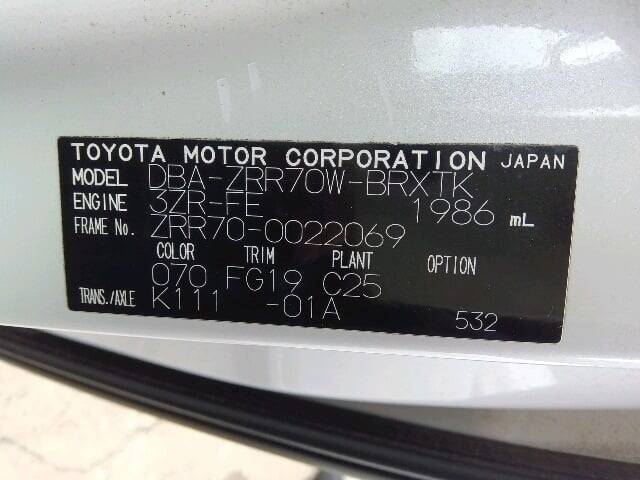 TOYOTA MOTOR CORPORATION JAPAN
MODEL DBA-ZRR70W-BRXTK
ENGINE 3ZR-FE 1986 mL
FRAME No. ZRR70-0022069
COLOR TRIM PLANT OPTION
070 FG19 C25
TRANS./AXLE K111 -01A 532